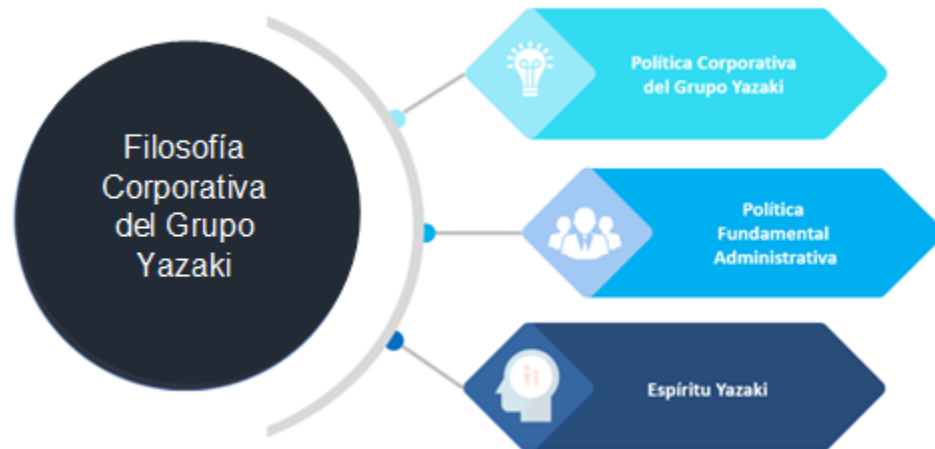 Filosofía
Corporativa
del Grupo
Yazaki
Política Corporativa
del Grupo Yazaki
Política
Fundamental
Administrativa
Espíritu Yazaki